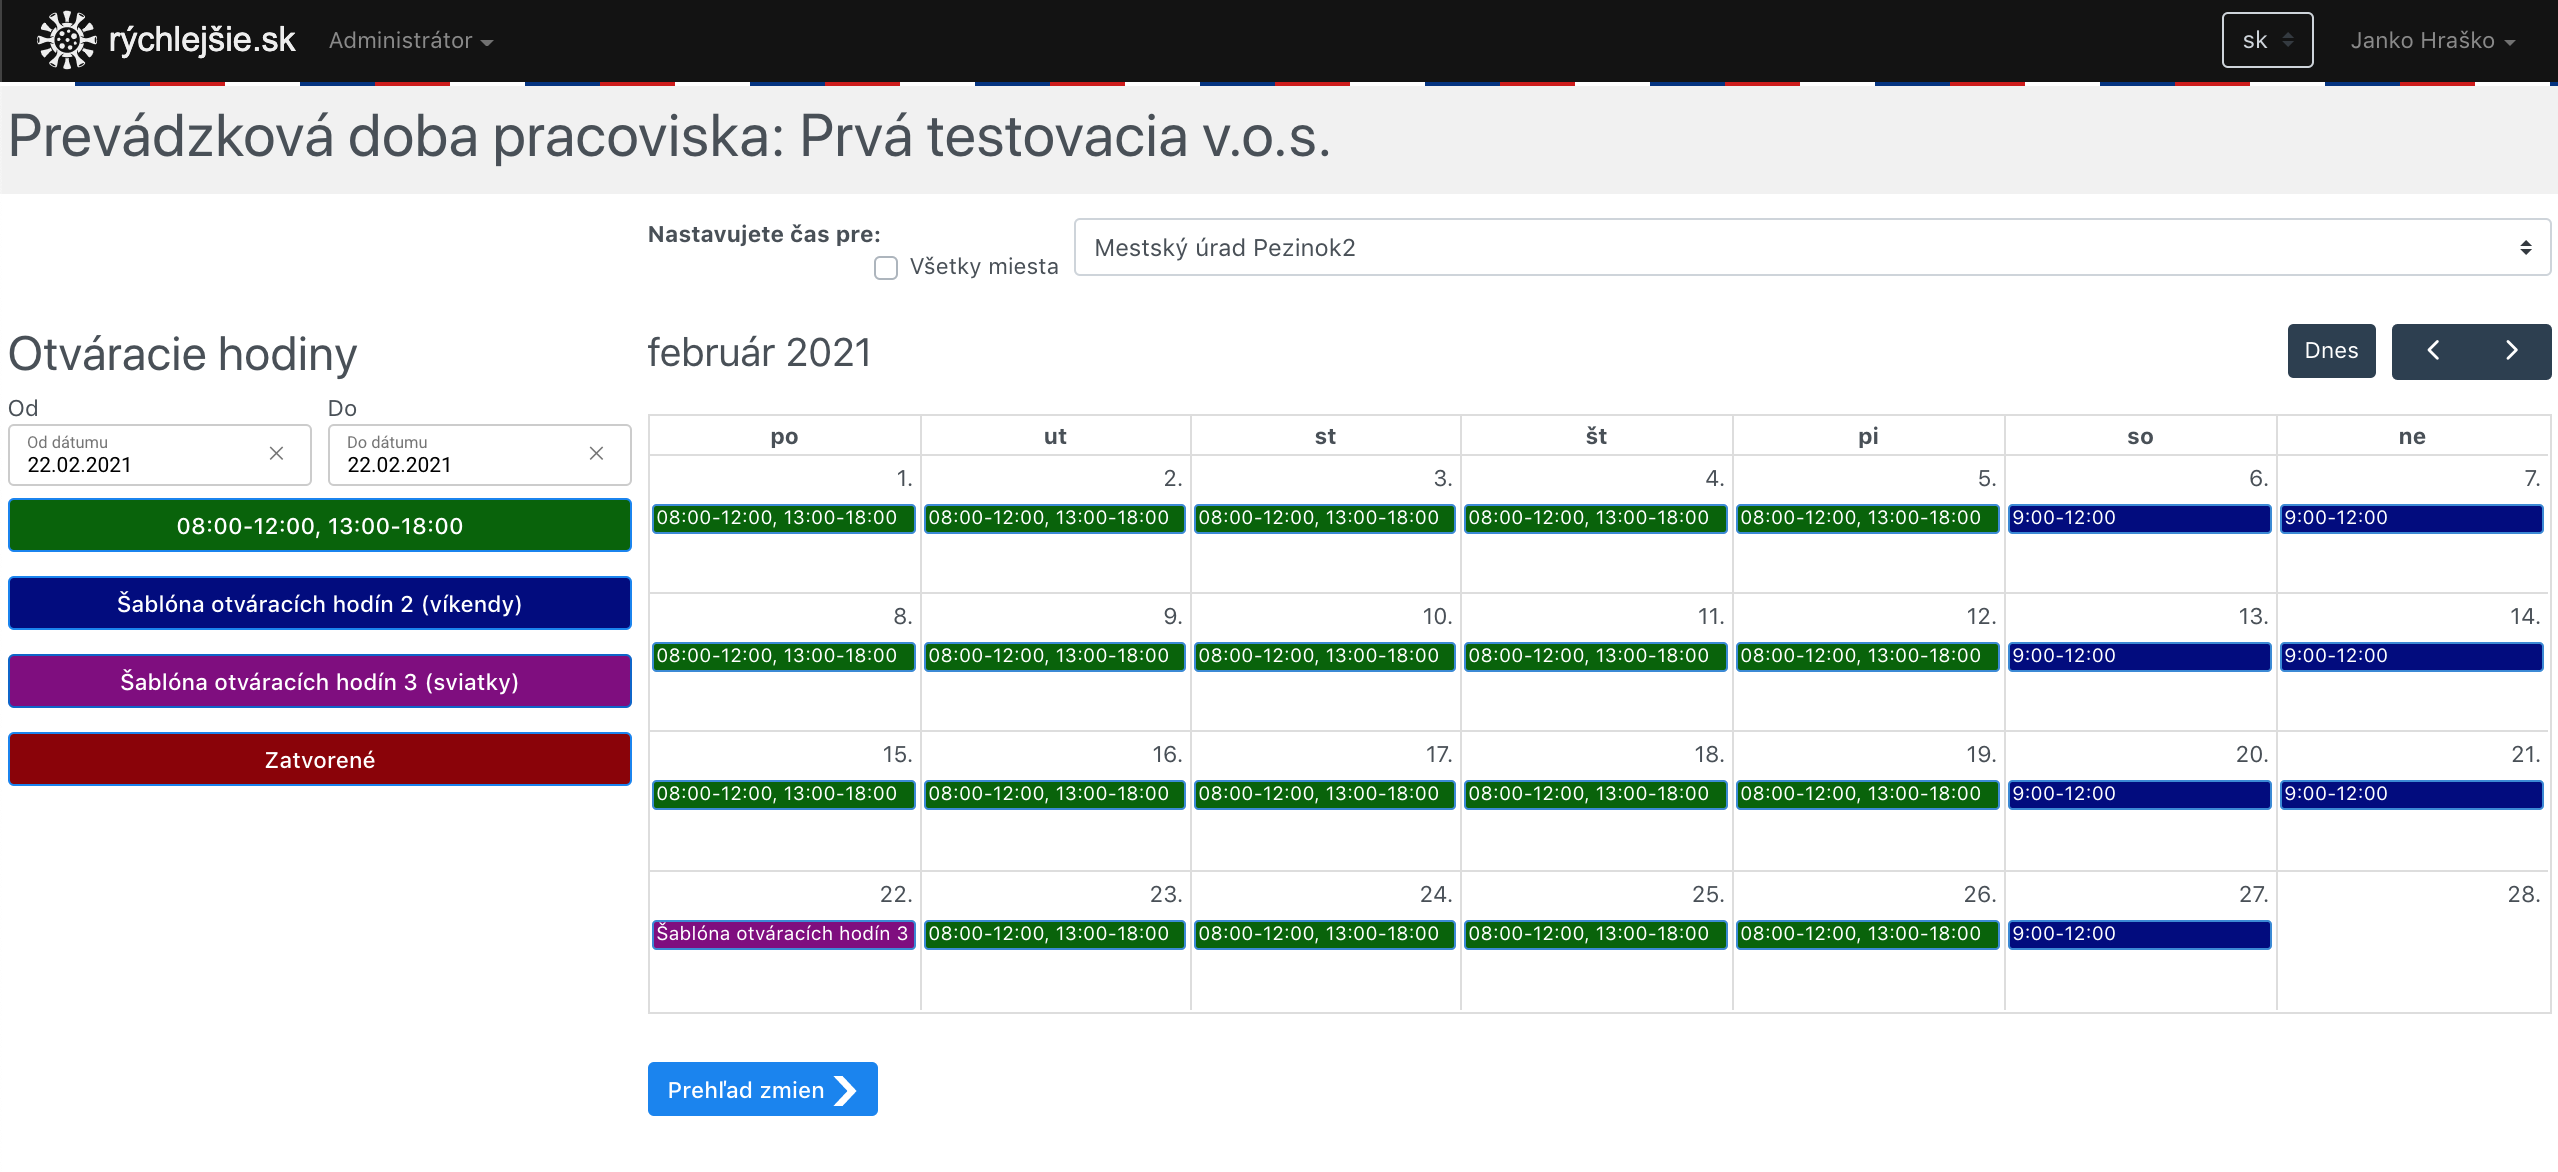 rýchlejšie.sk Administrátor sk Janko Hraško
Prevádzková doba pracoviska: Prvá testovacia v.o.s.
Nastavujete čas pre:
Všetky miesta
Mestský úrad Pezinok2
Otváracie hodiny
Od Do
Od dátumu
22.02.2021
Do dátumu
22.02.2021
08:00-12:00, 13:00-18:00
Šablóna otváracích hodín 2 (víkendy)
Šablóna otváracích hodín 3 (sviatky)
Zatvorené
február 2021
Dnes
po ut st št pi so ne
1. 2. 3. 4. 5. 6. 7.
08:00-12:00, 13:00-18:00 08:00-12:00, 13:00-18:00 08:00-12:00, 13:00-18:00 08:00-12:00, 13:00-18:00 08:00-12:00, 13:00-18:00 9:00-12:00 9:00-12:00
8. 9. 10. 11. 12. 13. 14.
08:00-12:00, 13:00-18:00 08:00-12:00, 13:00-18:00 08:00-12:00, 13:00-18:00 08:00-12:00, 13:00-18:00 08:00-12:00, 13:00-18:00 9:00-12:00 9:00-12:00
15. 16. 17. 18. 19. 20. 21.
08:00-12:00, 13:00-18:00 08:00-12:00, 13:00-18:00 08:00-12:00, 13:00-18:00 08:00-12:00, 13:00-18:00 08:00-12:00, 13:00-18:00 9:00-12:00 9:00-12:00
22. 23. 24. 25. 26. 27. 28.
Šablóna otváracích hodín 3 08:00-12:00, 13:00-18:00 08:00-12:00, 13:00-18:00 08:00-12:00, 13:00-18:00 08:00-12:00, 13:00-18:00 9:00-12:00
Prehľad zmien